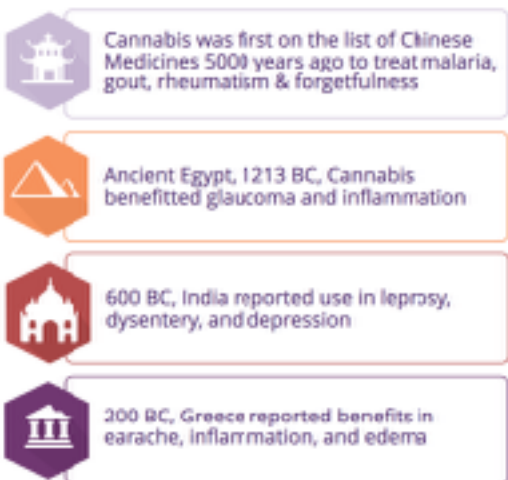 Cannabis was first on the list of Chinese
Medicines 5000 years ago to treat malaria,
gout, rheumatism & forgetfulness
Ancient Egypt, 1213 BC, Cannabis
benefitted glaucoma and inflammation
600 BC, India reported use in leprosy,
dysentery, and depression
200 BC, Greece reported benefits in
earache, inflammation, and edema